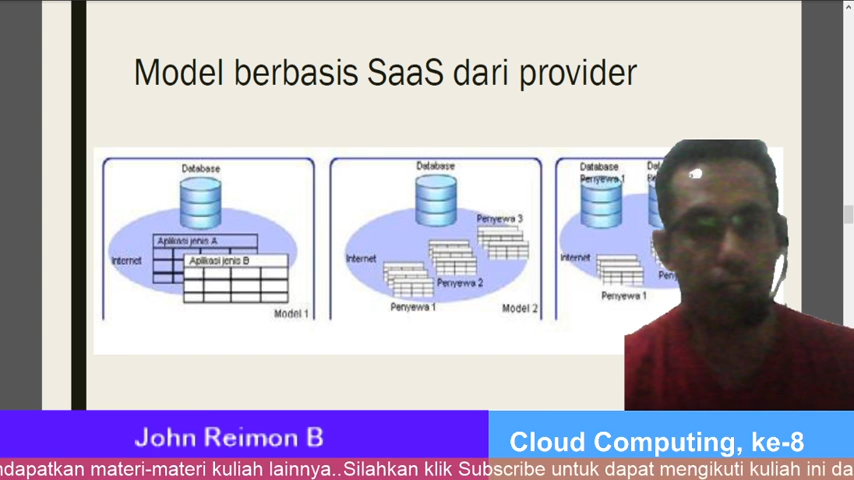 Model berbasis SaaS dari provider
Database
Aplikasi jenis A
Internet
Aplikasi jenis B
Model 1
Database
Penyewa 3
Internet
Penyewa 2
Penyewa 1
Model 2
Database
Penyewa 1
Internet
Penyewa 1
John Reimon B
Cloud Computing, ke-8
ndapatkan materi-materi kuliah lainnya..Silahkan klik Subscribe untuk dapat mengikuti kuliah ini da